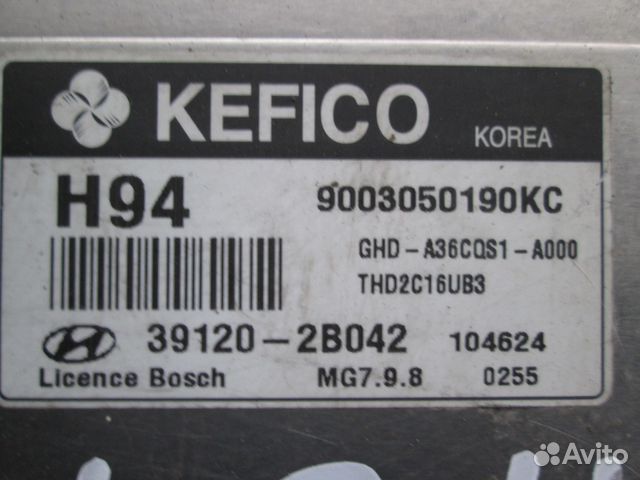 KEFICO KOREA
H94 9003050190KC
GHD-A36CQS1-A000
THD2C16UB3
39120-2B042 104624
Licence Bosch MG7.9.8 0255
Avito